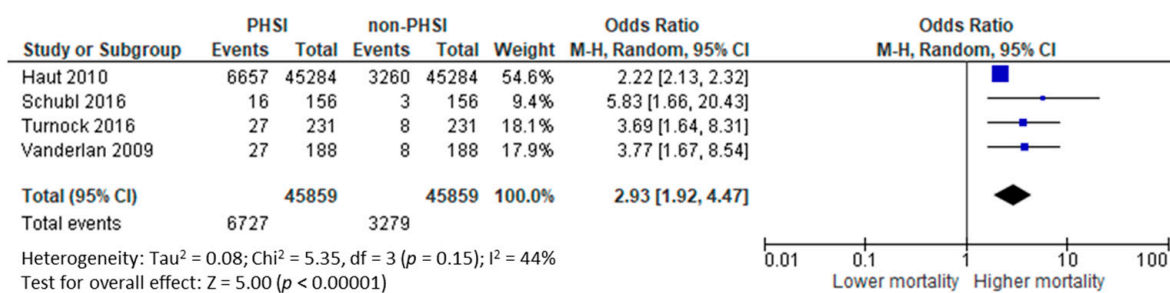 PHSI non-PHSI Odds Ratio Odds Ratio
Study or Subgroup Events Total Events Total Weight M-H, Random, 95% CI M-H, Random, 95% CI
Haut 2010 6657 45284 3260 45284 54.6% 2.22 [2.13, 2.32]
Schubl 2016 16 156 3 156 9.4% 5.83 [1.66, 20.43]
Turnock 2016 27 231 8 231 18.1% 3.69 [1.64, 8.31]
Vanderlan 2009 27 188 8 188 17.9% 3.77 [1.67, 8.54]
Total (95% CI) 45859 45859 100.0% 2.93 [1.92, 4.47]
Total events 6727 3279
Heterogeneity: Tau² = 0.08; Chi² = 5.35, df = 3 (p = 0.15); I² = 44%
Test for overall effect: Z = 5.00 (p < 0.00001)
0.01 0.1 1 10 100
Lower mortality Higher mortality